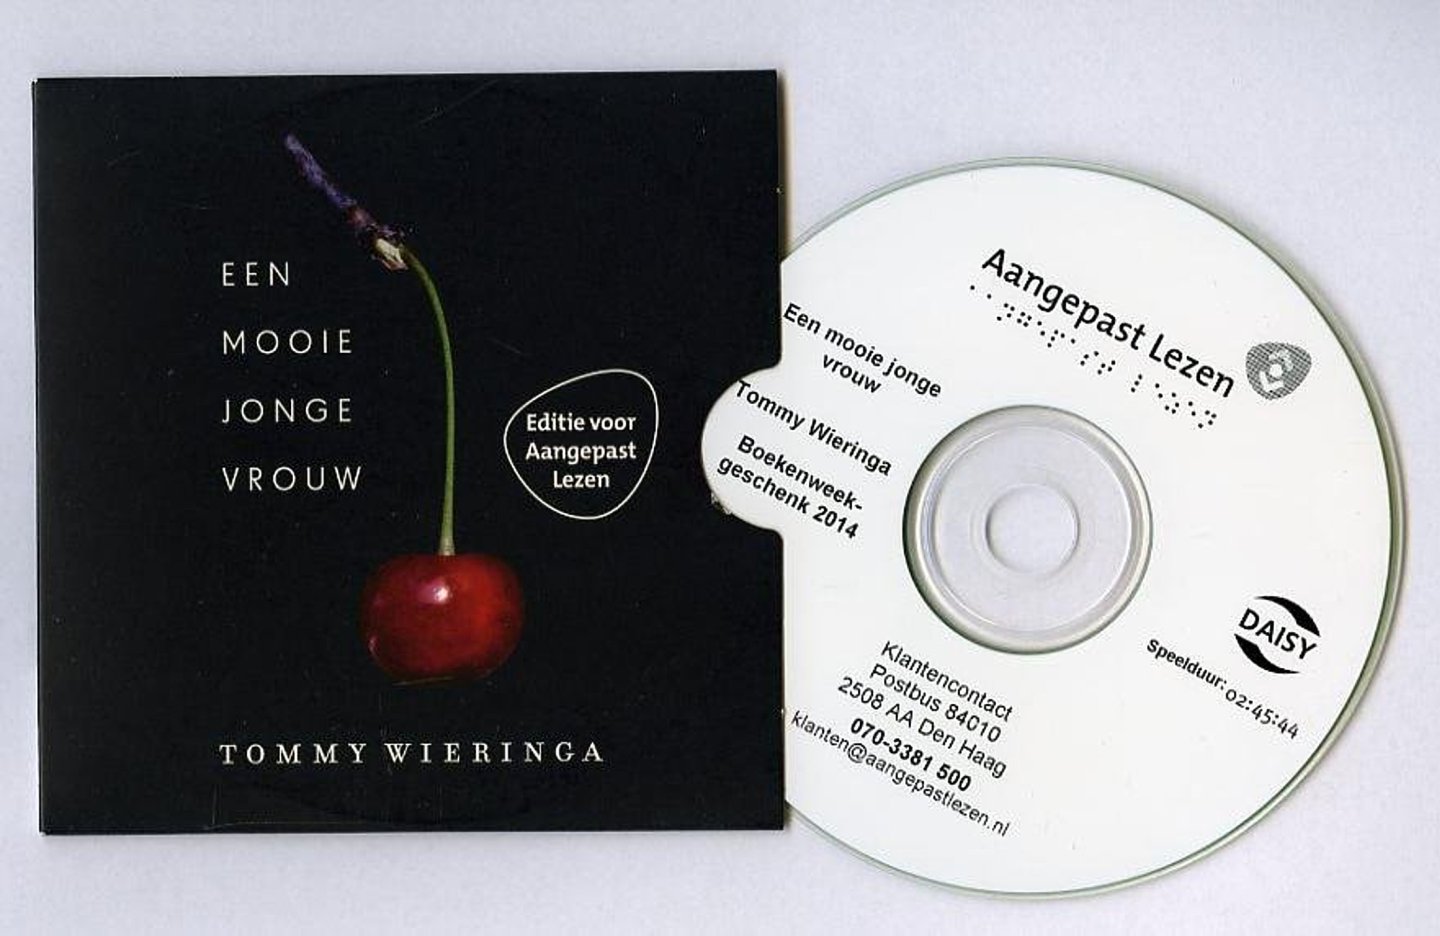 EEN
MOOIE
JONGE
VROUW
Editie voor
Aangepast
Lezen
TOMMY WIERINGA
Aangepast Lezen
Een mooie jonge
vrouw
Tommy Wieringa
Boekenweek-
geschenk 2014
DAISY
Speelduur: 02:45:44
Klantencontact
Postbus 84010
2508 AA Den Haag
070-3381 500
klanten@aangepastlezen.nl